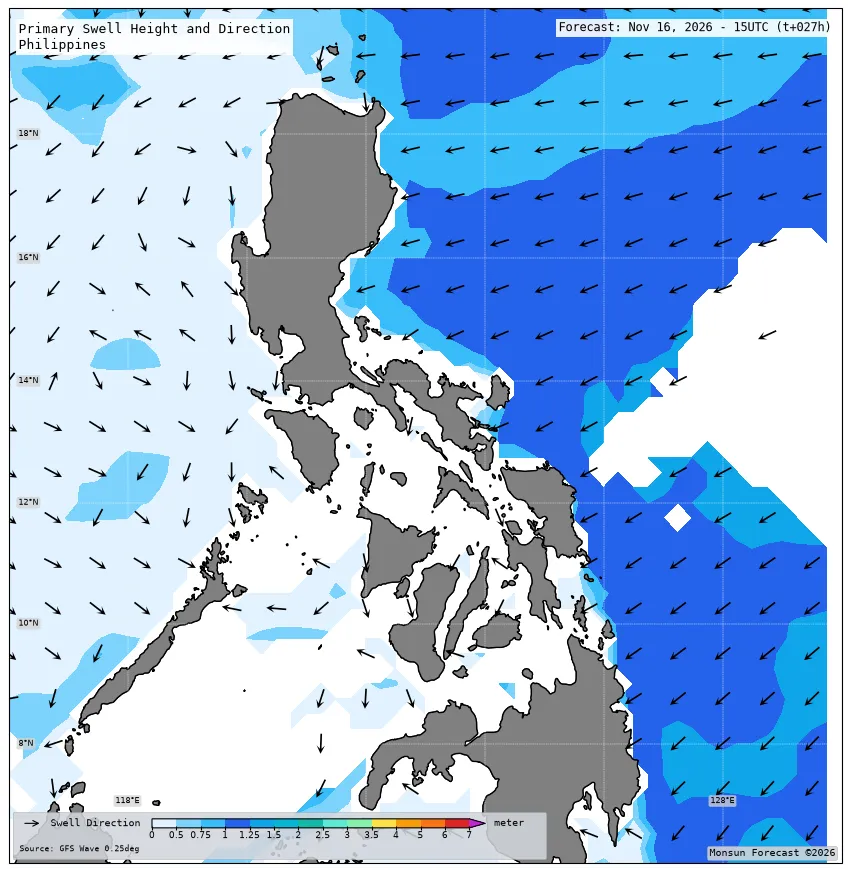 Primary Swell Height and Direction
Philippines
Forecast: Nov 16, 2026 - 15UTC (t+027h)
18°N
16°N
14°N
12°N
10°N
8°N
118°E
128°E
Swell Direction
0 0.5 0.75 1 1.25 1.5 2 2.5 3 3.5 4 5 6 7
meter
Source: GFS Wave 0.25deg
Monsun Forecast ©2026